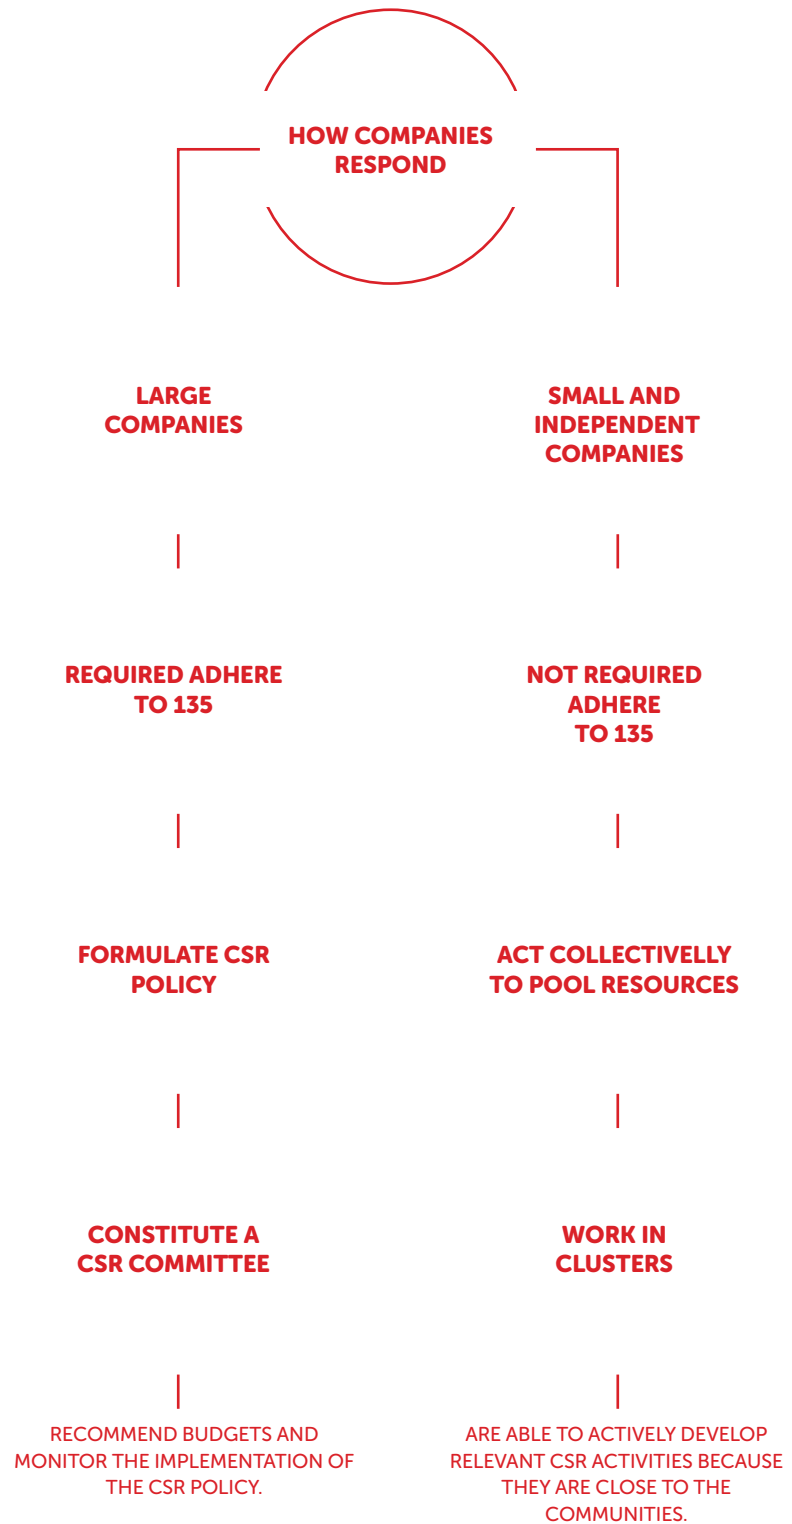 HOW COMPANIES
RESPOND
LARGE
COMPANIES
SMALL AND
INDEPENDENT
COMPANIES
REQUIRED ADHERE
TO 135
NOT REQUIRED
ADHERE
TO 135
FORMULATE CSR
POLICY
ACT COLLECTIVELLY
TO POOL RESOURCES
CONSTITUTE A
CSR COMMITTEE
WORK IN
CLUSTERS
RECOMMEND BUDGETS AND
MONITOR THE IMPLEMENTATION OF
THE CSR POLICY.
ARE ABLE TO ACTIVELY DEVELOP
RELEVANT CSR ACTIVITIES BECAUSE
THEY ARE CLOSE TO THE
COMMUNITIES.